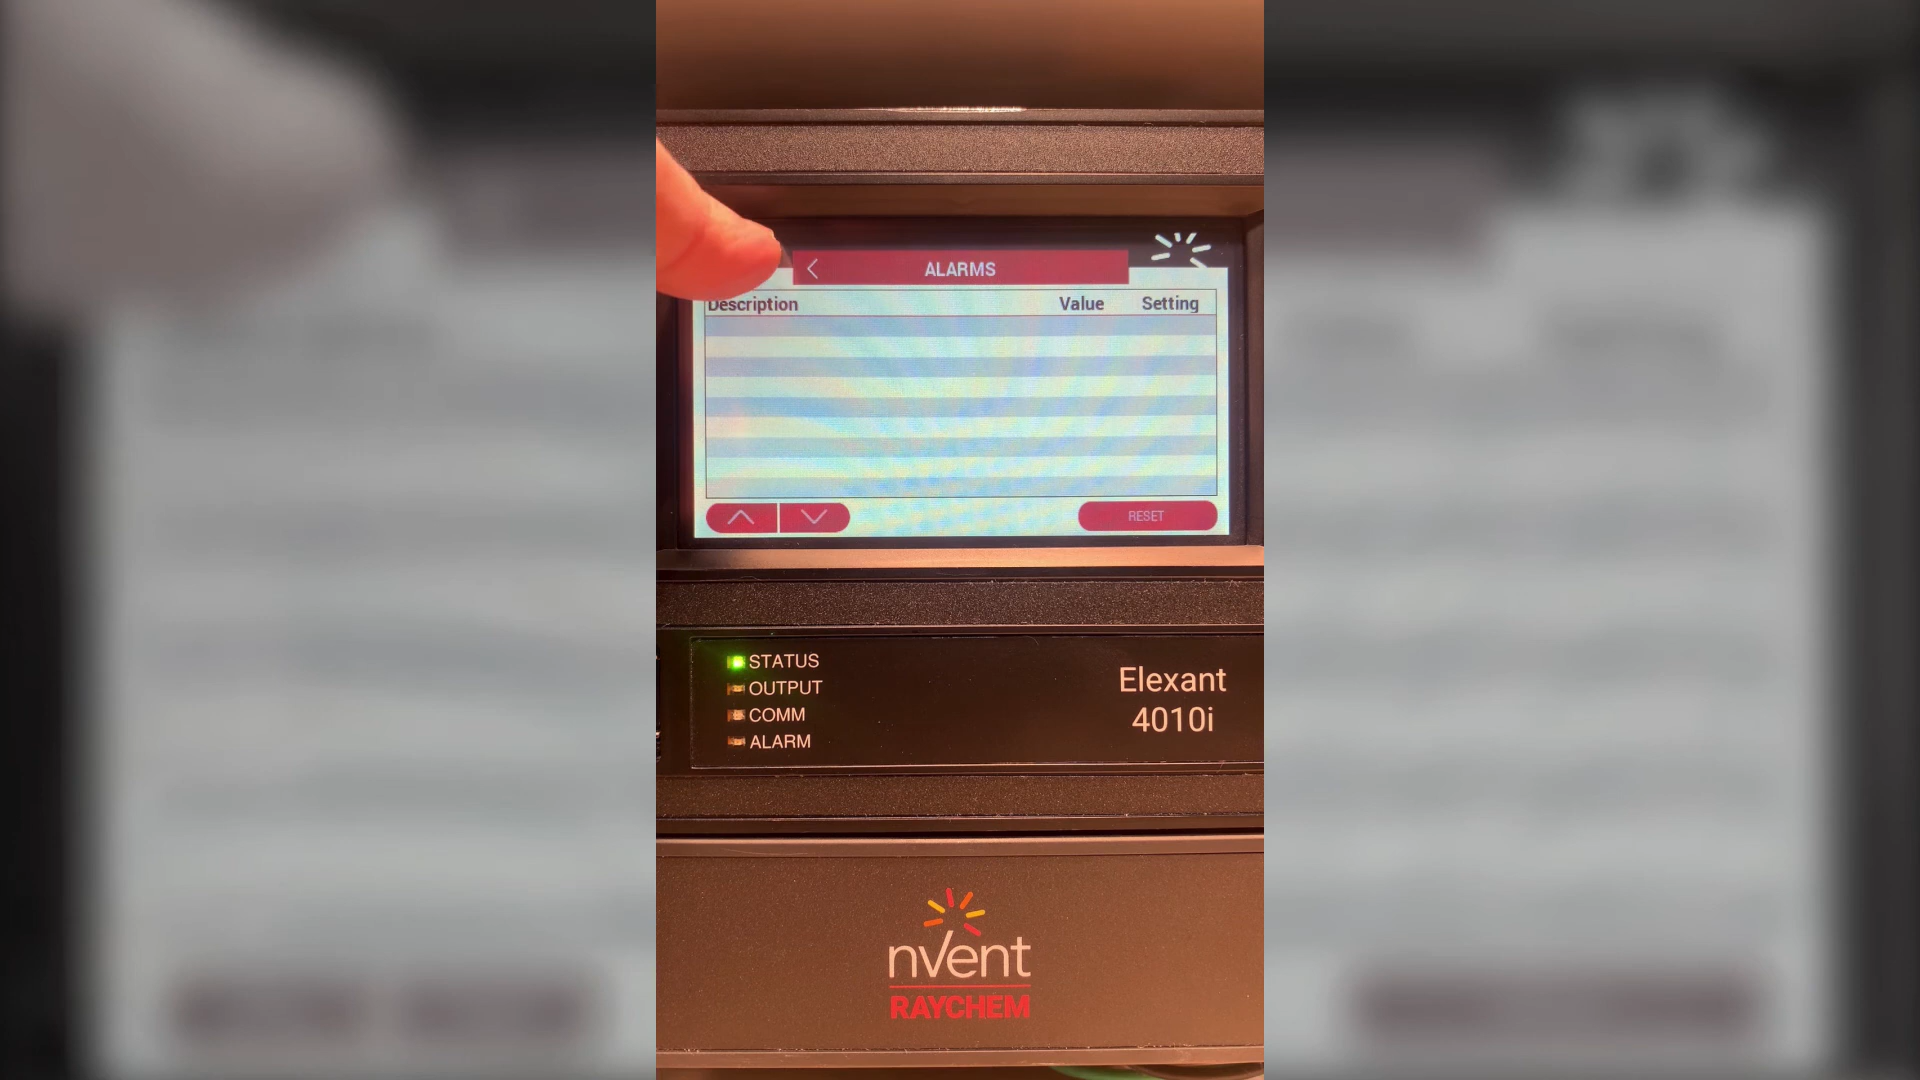 ALARMS
Description Value Setting
RESET
STATUS
OUTPUT
COMM
ALARM
Elexant
4010i
nvent
RAYCHEM